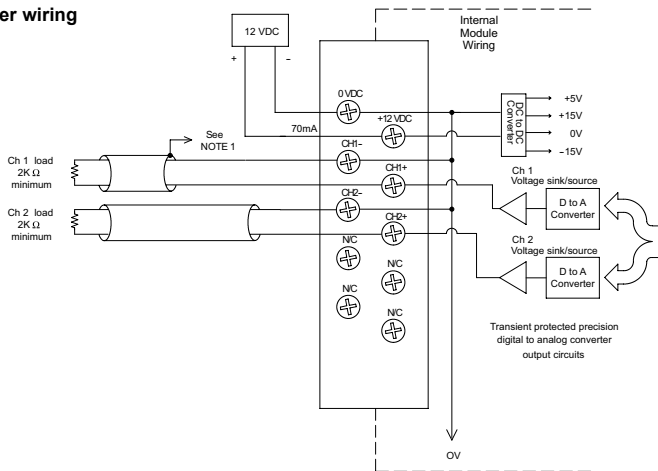 er wiring
12 VDC
+
–
Internal
Module
Wiring
0 VDC
70mA
+12 VDC
CH1–
CH1+
CH2–
CH2+
N/C
N/C
N/C
N/C
See
NOTE 1
Ch 1 load
2K Ω
minimum
Ch 2 load
2K Ω
minimum
DC to DC
Converter
+5V
+15V
0V
–15V
Ch 1
Voltage sink/source
D to A
Converter
Ch 2
Voltage sink/source
D to A
Converter
Transient protected precision
digital to analog converter
output circuits
OV